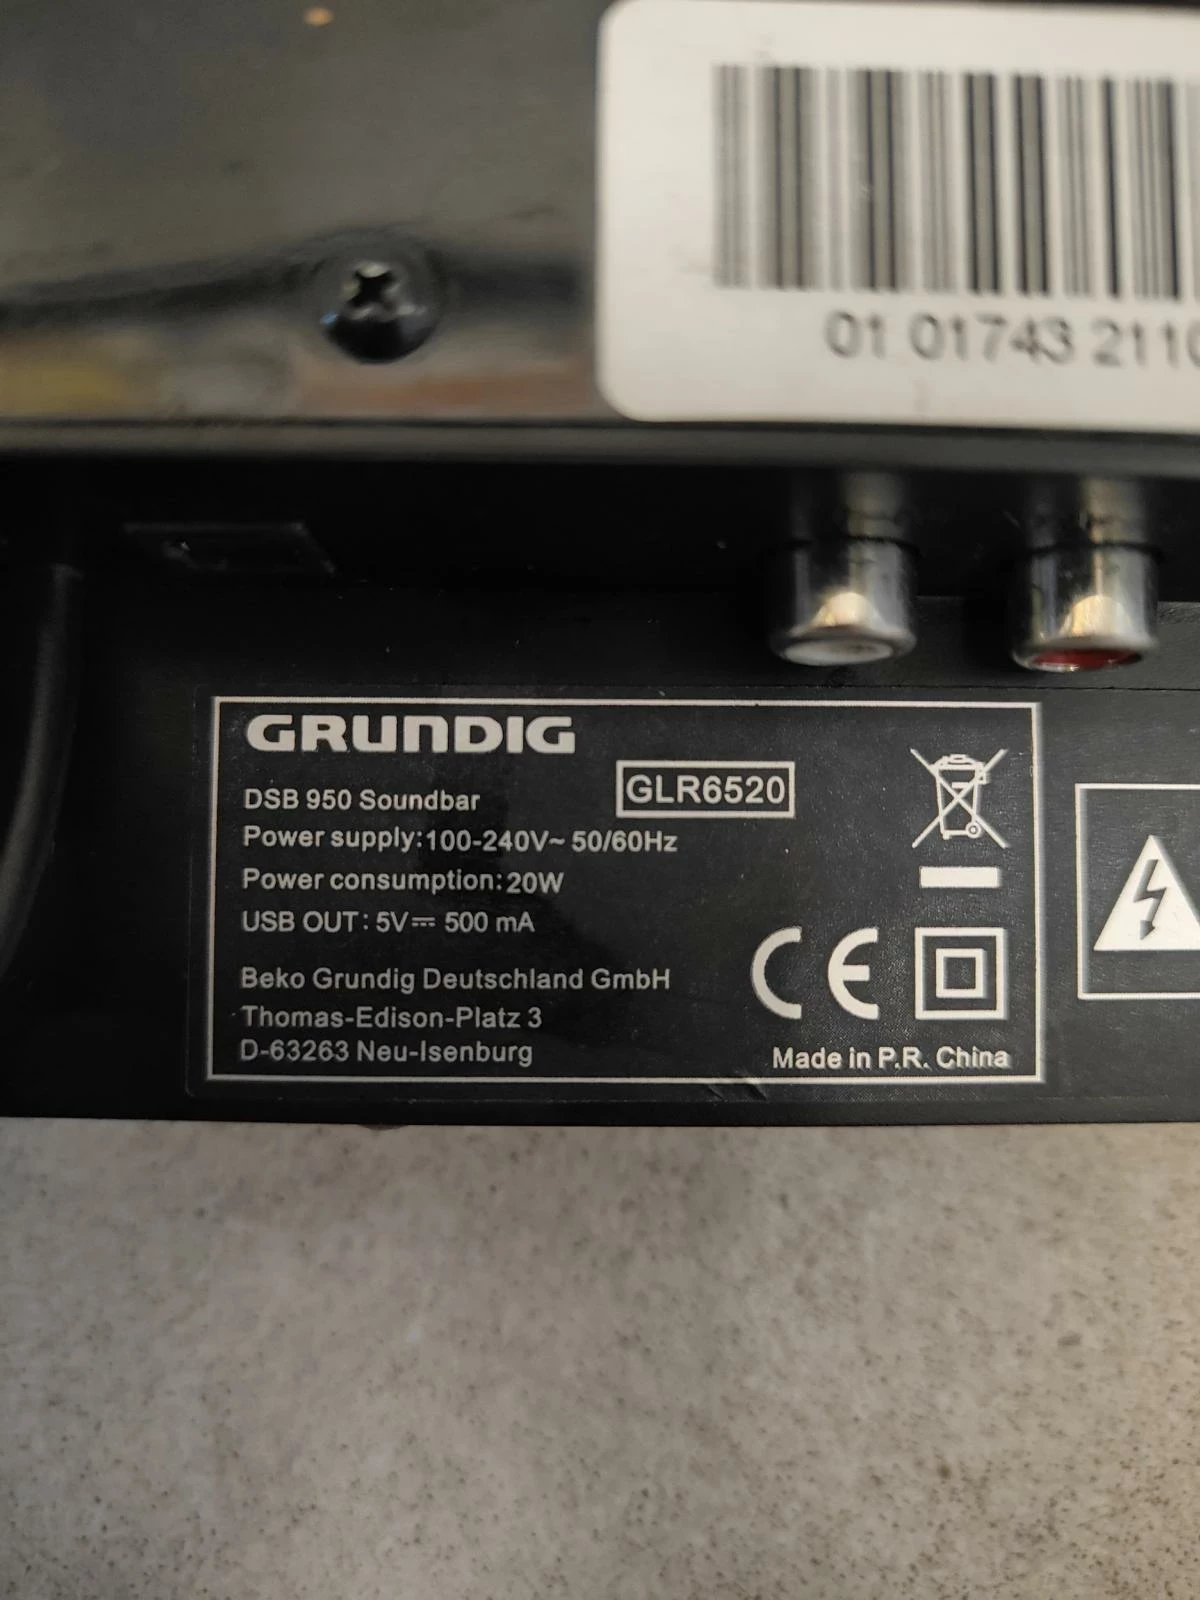 01 01743 2110
GRUNDIG
GLR6520
DSB 950 Soundbar
Power supply:100-240V~ 50/60Hz
Power consumption:20W
USB OUT: 5V⎓ 500 mA
Beko Grundig Deutschland GmbH
Thomas-Edison-Platz 3
D-63263 Neu-Isenburg
CE
Made in P.R. China